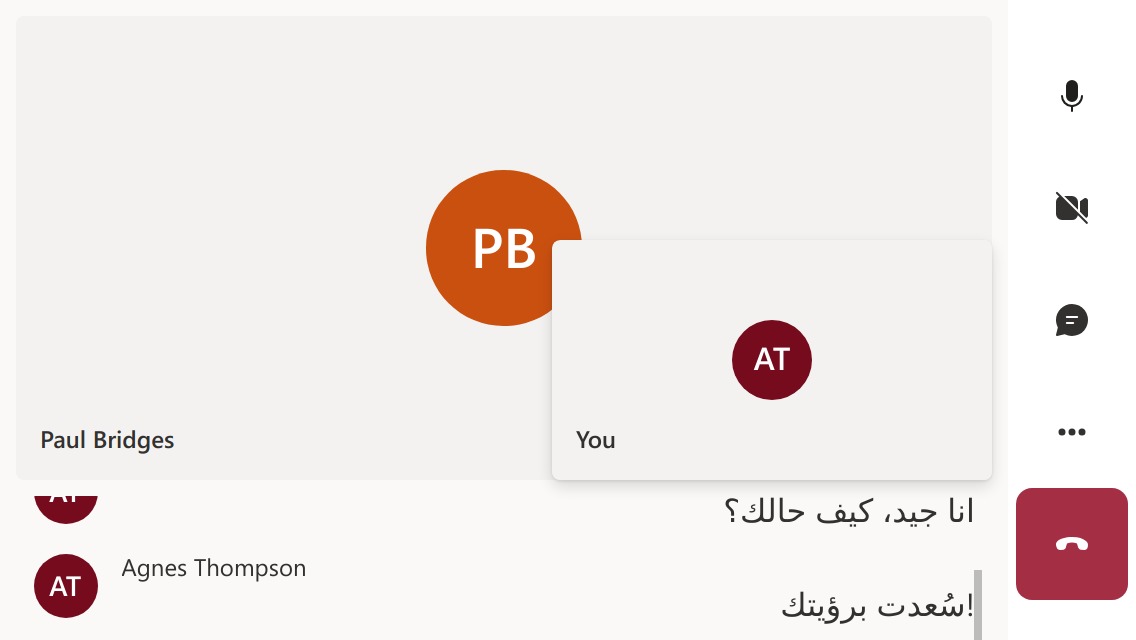 PB
AT
Paul Bridges
You
AT
انا جيد، كيف حالك؟
AT
Agnes Thompson
سُعدت برؤيتك!